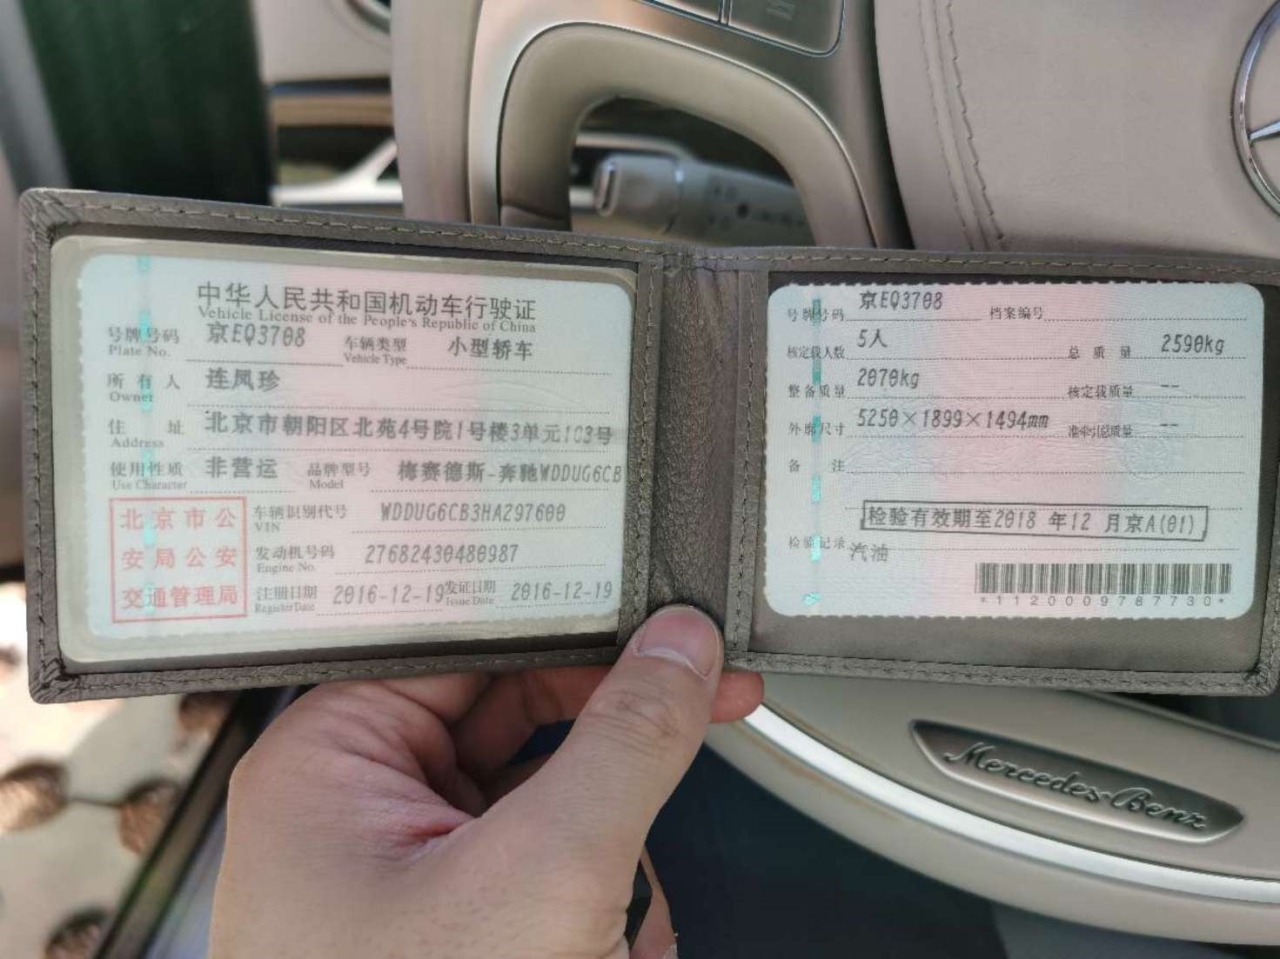 中华人民共和国机动车行驶证
Vehicle License of the People's Republic of China
号牌号码 京EQ3708 车辆类型 小型轿车
Plate No. Vehicle Type
所有人 连凤珍
Owner
住址 北京市朝阳区北苑4号院1号楼3单元103号
Address
使用性质 非营运 品牌型号 梅赛德斯-奔驰WDDUG6CB
Use Character Model
北京市公
安局公安
交通管理局
车辆识别代号 WDDUG6CB3HA297600
VIN
发动机号码 27682430480987
Engine No.
注册日期 2016-12-19 发证日期 2016-12-19
Register Date Issue Date
号牌号码 京EQ3708 档案编号
核定载人数 5人 总质量 2590kg
整备质量 2070kg 核定载质量 --
外廓尺寸 5250×1899×1494mm 准牵引总质量 --
备注
检验有效期至2018 年12 月京A(01)
检验记录 汽油
*1120009787730*
Mercedes-Benz